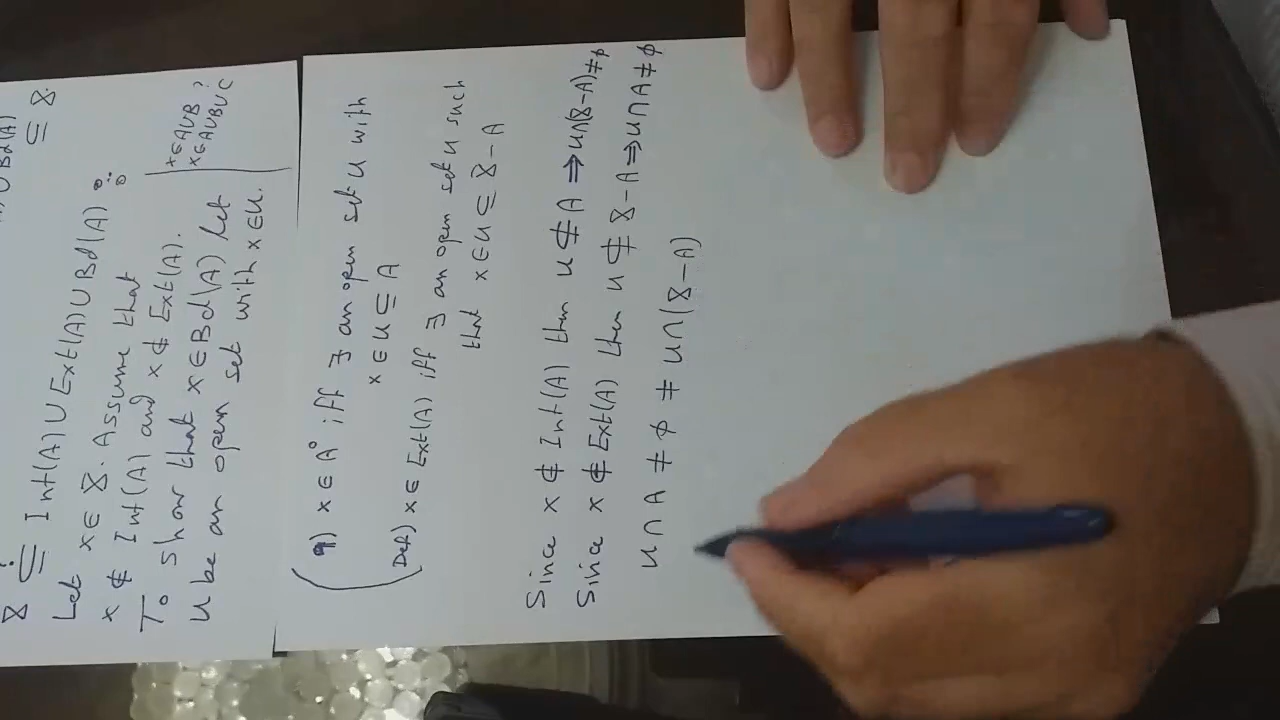 ∪ Bd(A)
⊆ X.
X ⊆ Int(A) ∪ Ext(A) ∪ Bd(A) :
Let x ∈ X. Assume that
x ∉ Int(A) and x ∉ Ext(A).
To show that x ∈ Bd(A) let
U be an open set with x ∈ U.
x ∈ A∪B ?
x ∈ A∪B∪C
9) x ∈ A° iff ∃ an open set U with
x ∈ U ⊆ A
Def) x ∈ Ext(A) iff ∃ an open set U such
that x ∈ U ⊆ X-A
Since x ∉ Int(A) then U ⊈ A ⇒ U∩(X-A) ≠ ∅
Since x ∉ Ext(A) then U ⊈ X-A ⇒ U∩A ≠ ∅
U∩A ≠ ∅ ≠ U∩(X-A)